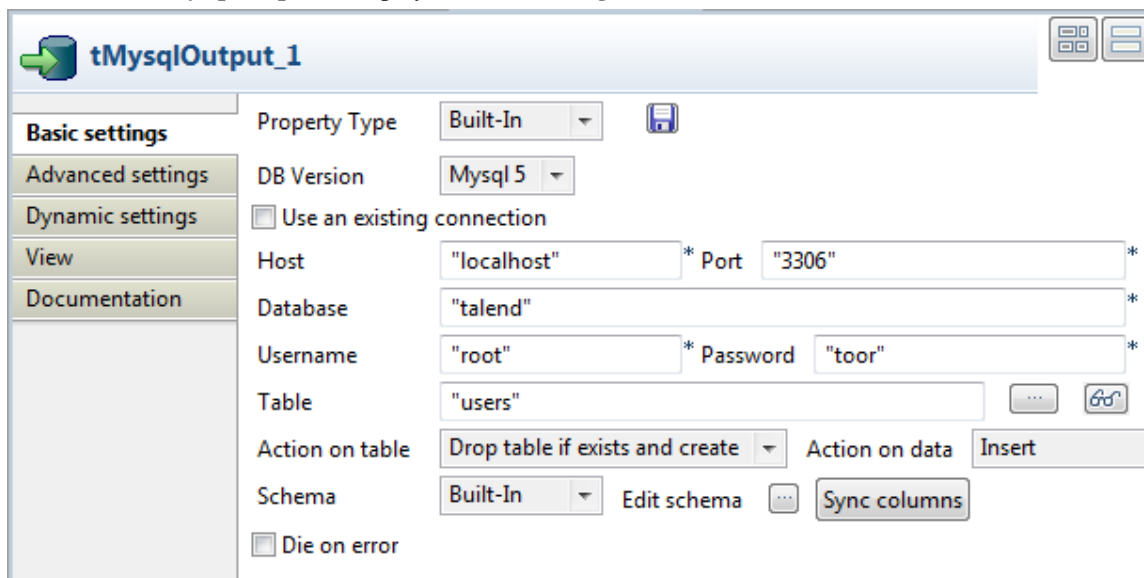 tMysqlOutput_1
Basic settings
Advanced settings
Dynamic settings
View
Documentation
Property Type Built-In
DB Version Mysql 5
Use an existing connection
Host "localhost" * Port "3306" *
Database "talend" *
Username "root" * Password "toor" *
Table "users" ...
Action on table Drop table if exists and create Action on data Insert
Schema Built-In Edit schema ... Sync columns
Die on error